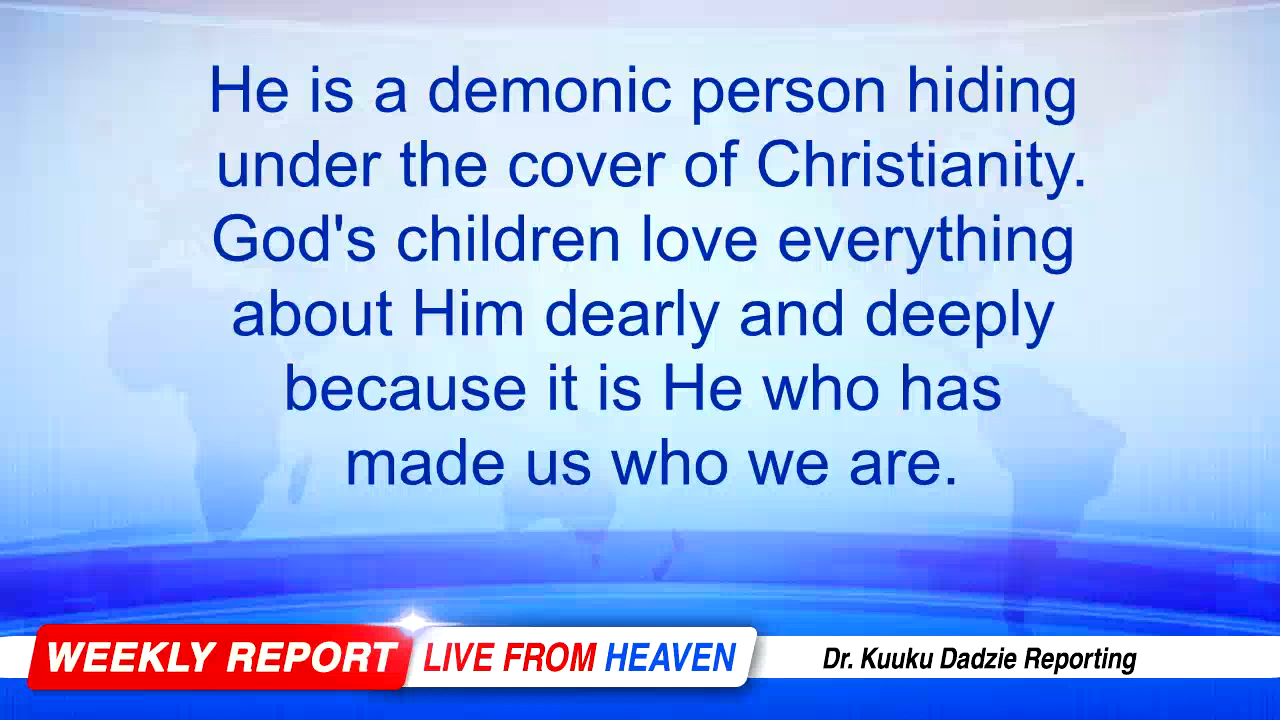 He is a demonic person hiding
under the cover of Christianity.
God's children love everything
about Him dearly and deeply
because it is He who has
made us who we are.
WEEKLY REPORT LIVE FROM HEAVEN Dr. Kuuku Dadzie Reporting